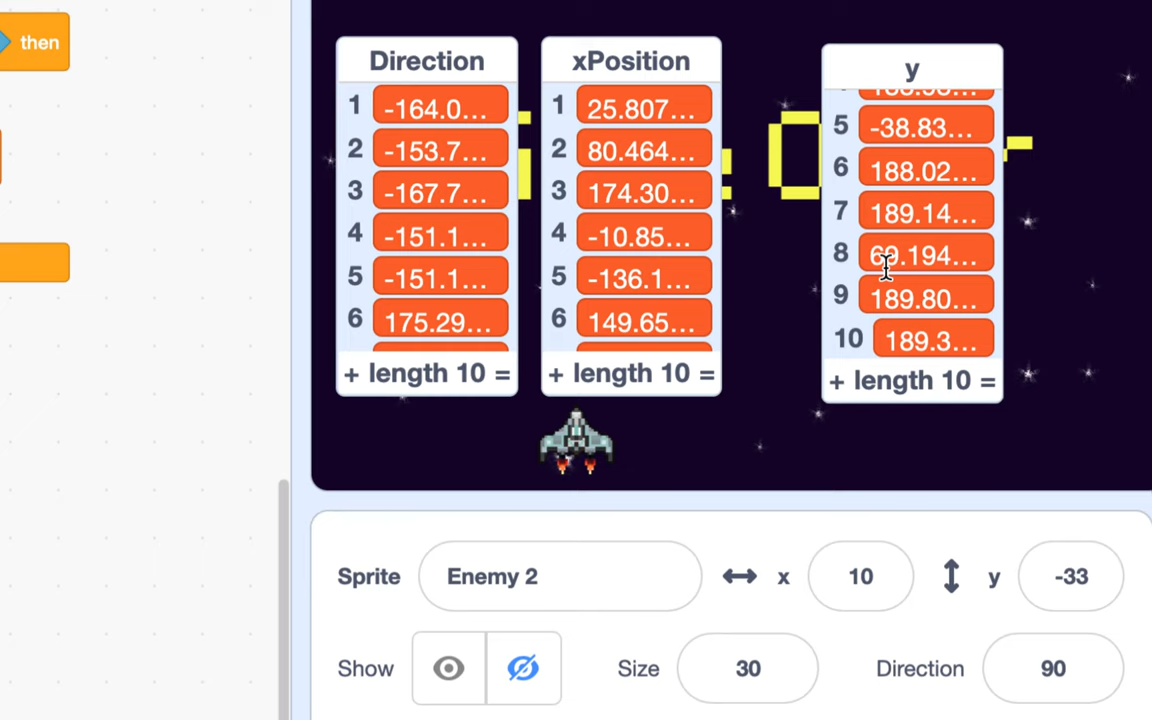 then
Direction
1 -164.0...
2 -153.7...
3 -167.7...
4 -151.1...
5 -151.1...
6 175.29...
+ length 10 =
xPosition
1 25.807...
2 80.464...
3 174.30...
4 -10.85...
5 -136.1...
6 149.65...
+ length 10 =
y
5 -38.83...
6 188.02...
7 189.14...
8 69.194...
9 189.80...
10 189.3...
+ length 10 =
Sprite Enemy 2 x 10 y -33
Show Size 30 Direction 90